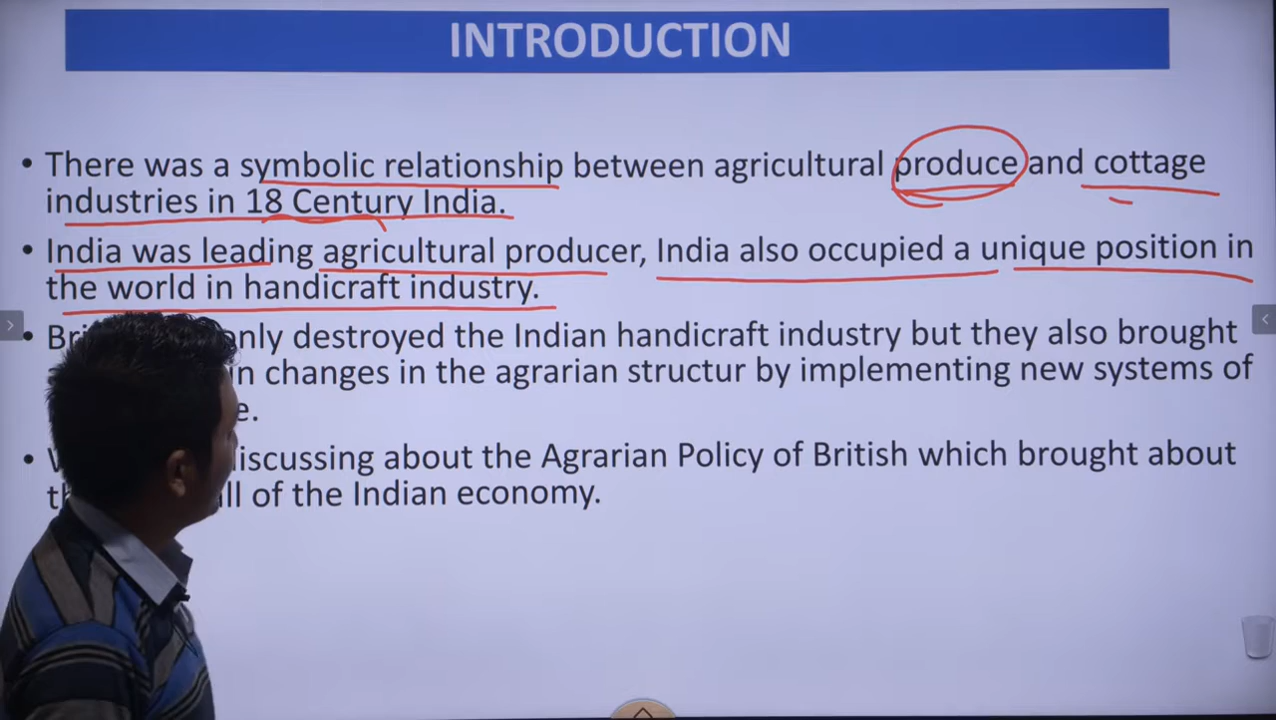 INTRODUCTION
• There was a symbolic relationship between agricultural produce and cottage
industries in 18 Century India.
• India was leading agricultural producer, India also occupied a unique position in
the world in handicraft industry.
• only destroyed the Indian handicraft industry but they also brought
changes in the agrarian structur by implementing new systems of
• discussing about the Agrarian Policy of British which brought about
of the Indian economy.